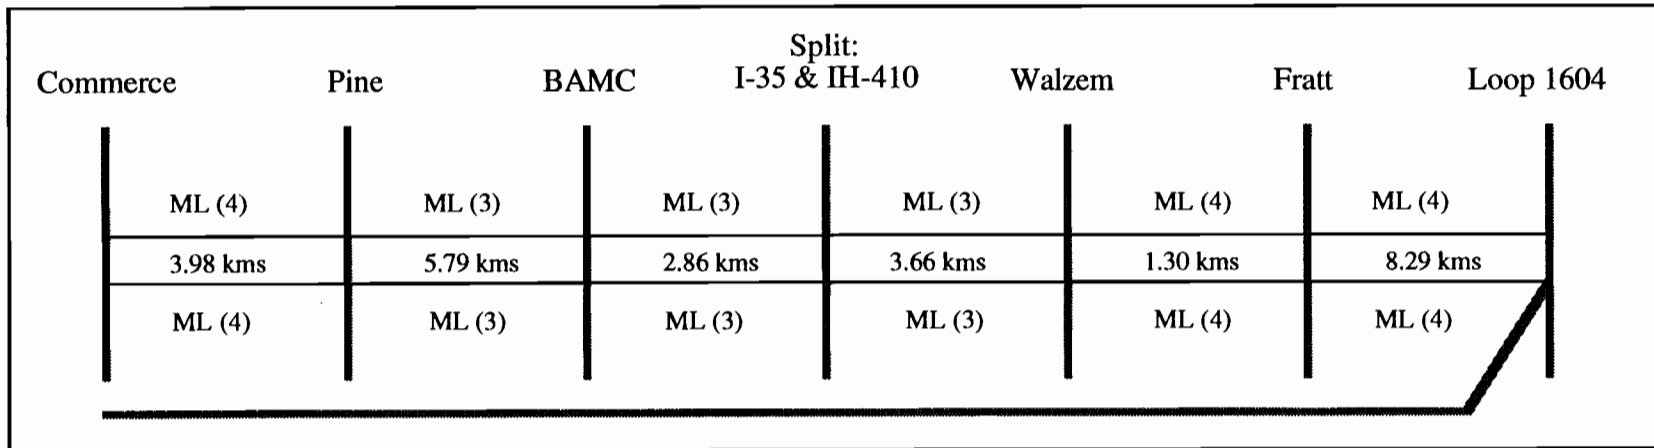 Split:
Commerce Pine BAMC I-35 & IH-410 Walzem Fratt Loop 1604
ML (4) ML (3) ML (3) ML (3) ML (4) ML (4)
3.98 kms 5.79 kms 2.86 kms 3.66 kms 1.30 kms 8.29 kms
ML (4) ML (3) ML (3) ML (3) ML (4) ML (4)